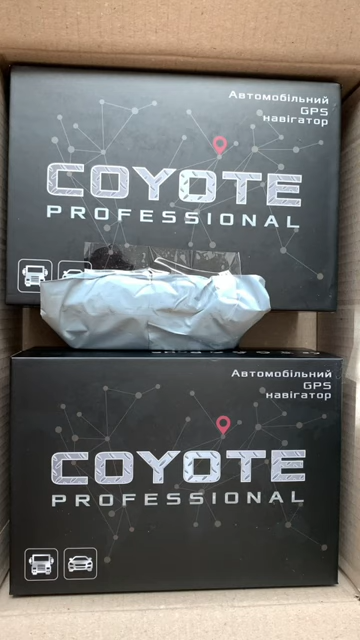 Автомобільний
GPS
навігатор
COYOTE
PROFESSIONAL
Автомобільний
GPS
навігатор
COYOTE
PROFESSIONAL